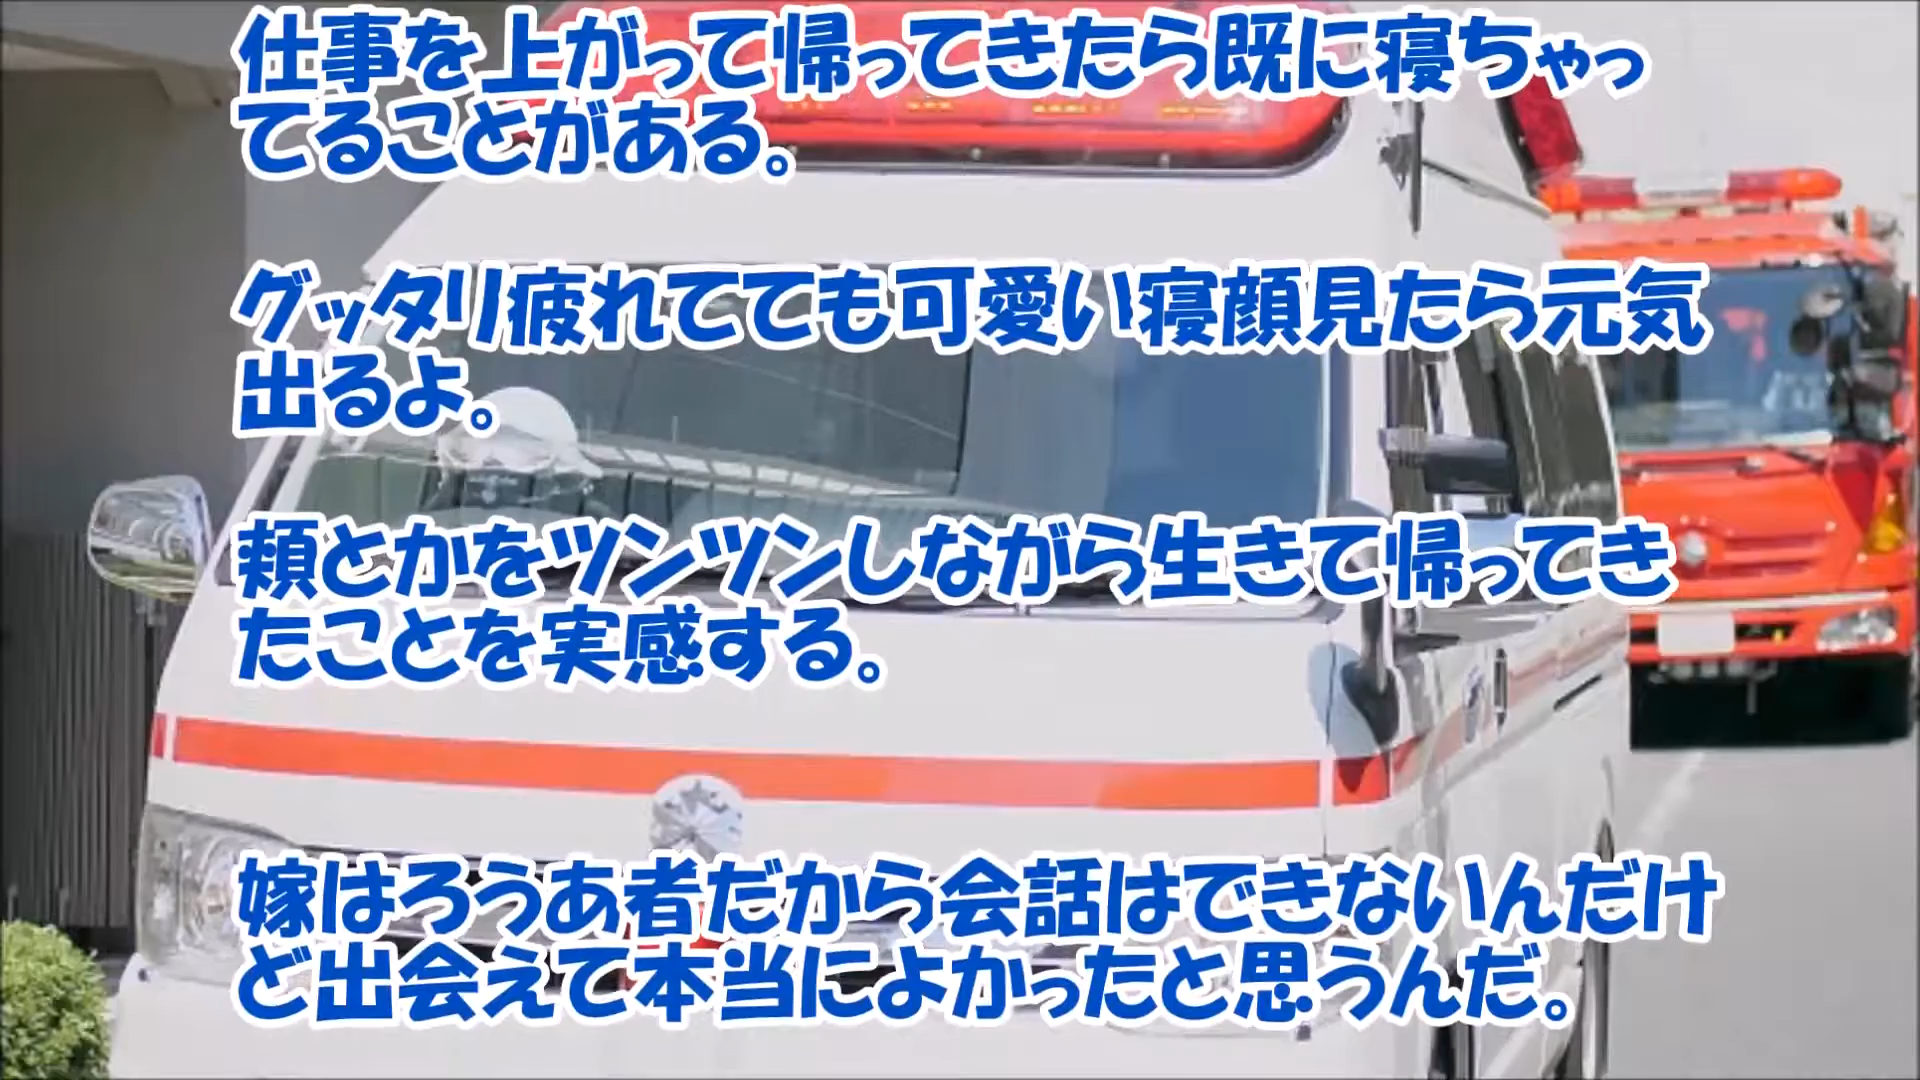 仕事を上がって帰ってきたら既に寝ちゃっ
てることがある。
グッタリ疲れてても可愛い寝顔見たら元気
出るよ。
頬とかをツンツンしながら生きて帰ってき
たことを実感する。
嫁はろうあ者だから会話はできないんだけ
ど出会えて本当によかったと思うんだ。